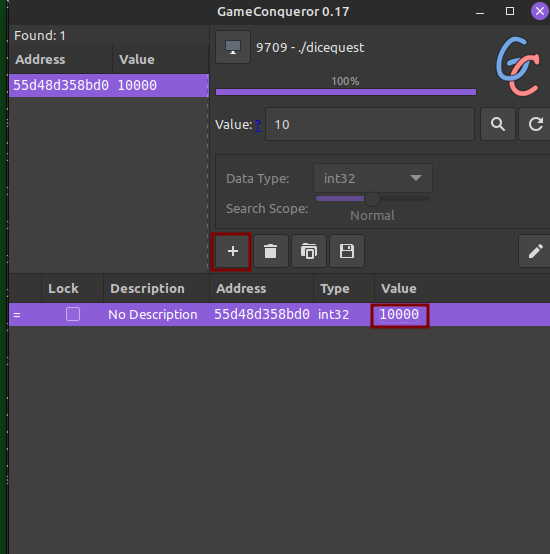 GameConqueror 0.17
Found: 1
Address Value
55d48d358bd0 10000
9709 - ./dicequest
100%
Value: ? 10
Data Type: int32
Search Scope:
Normal
Lock Description Address Type Value
= No Description 55d48d358bd0 int32 10000